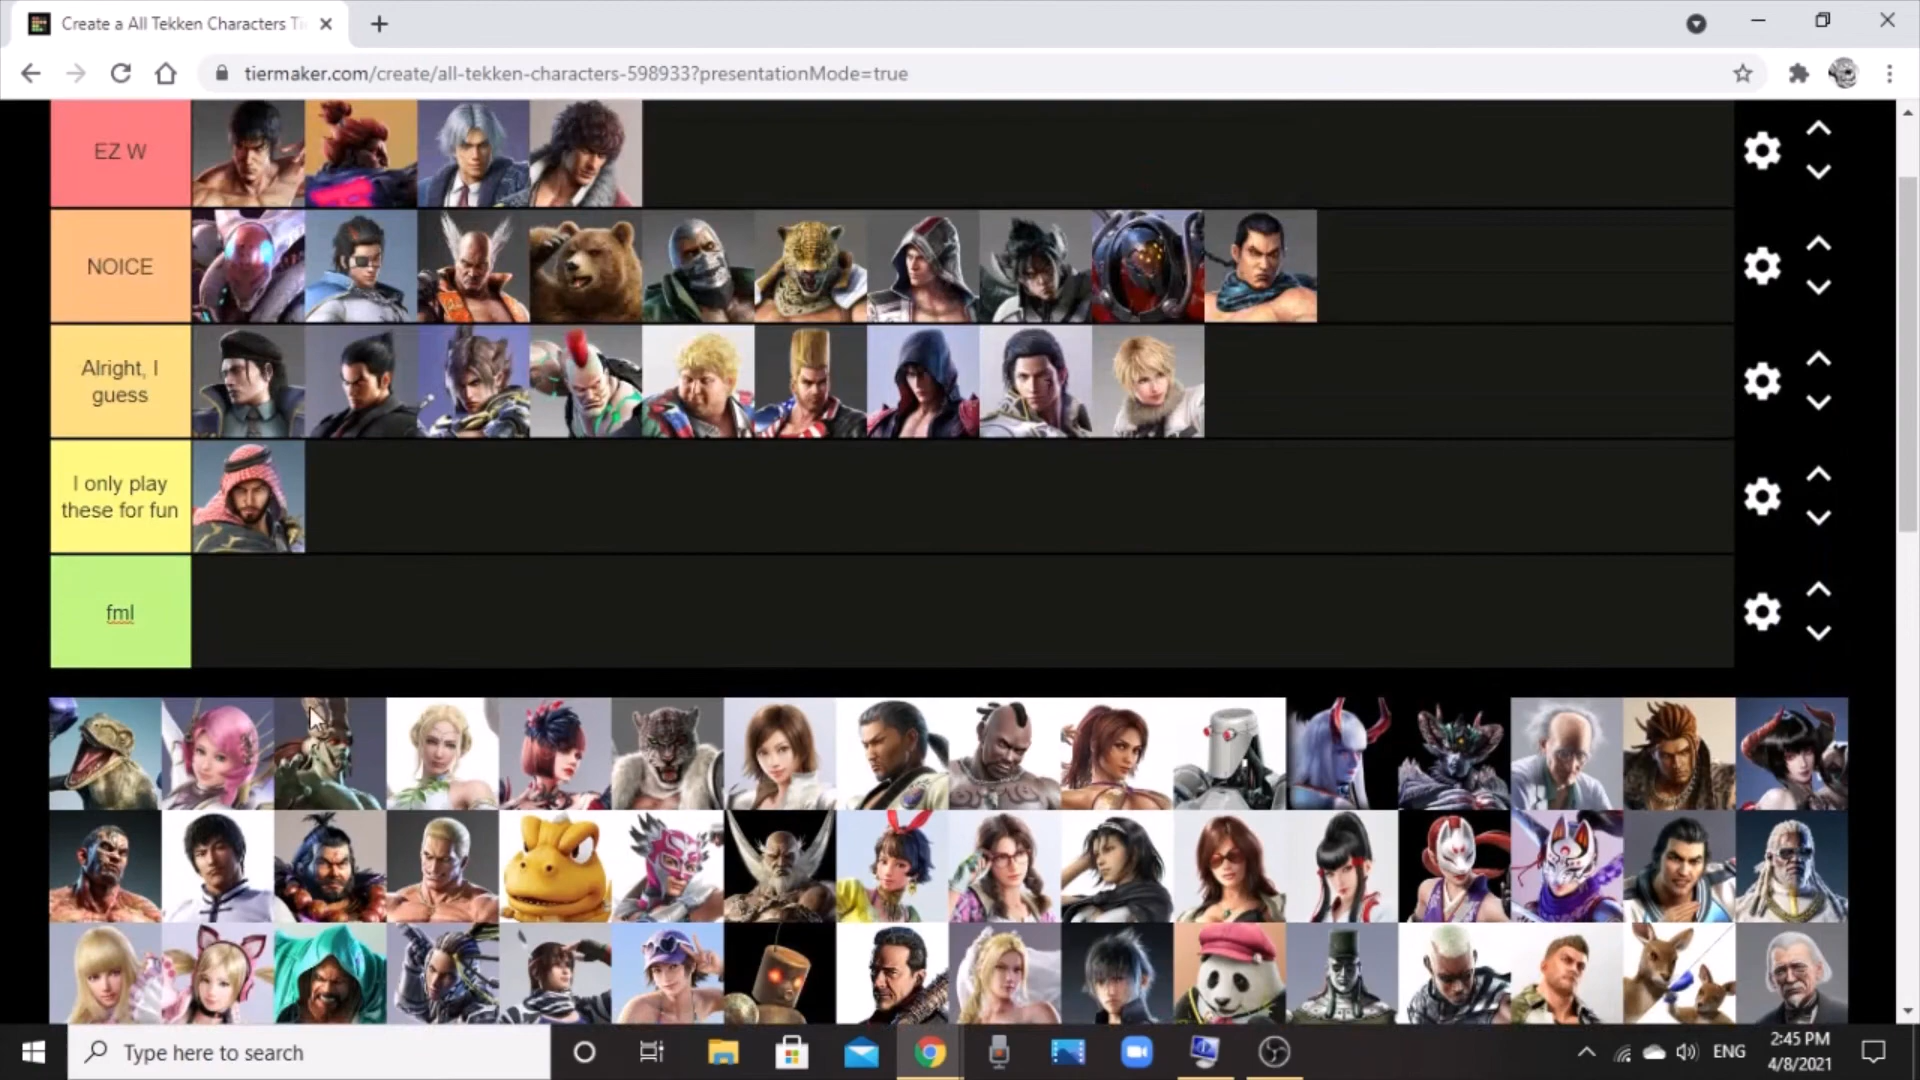 Create a All Tekken Characters Ti
tiermaker.com/create/all-tekken-characters-598933?presentationMode=true
EZ W
NOICE
Alright, I
guess
I only play
these for fun
fml
Type here to search
ENG
2:45 PM
4/8/2021